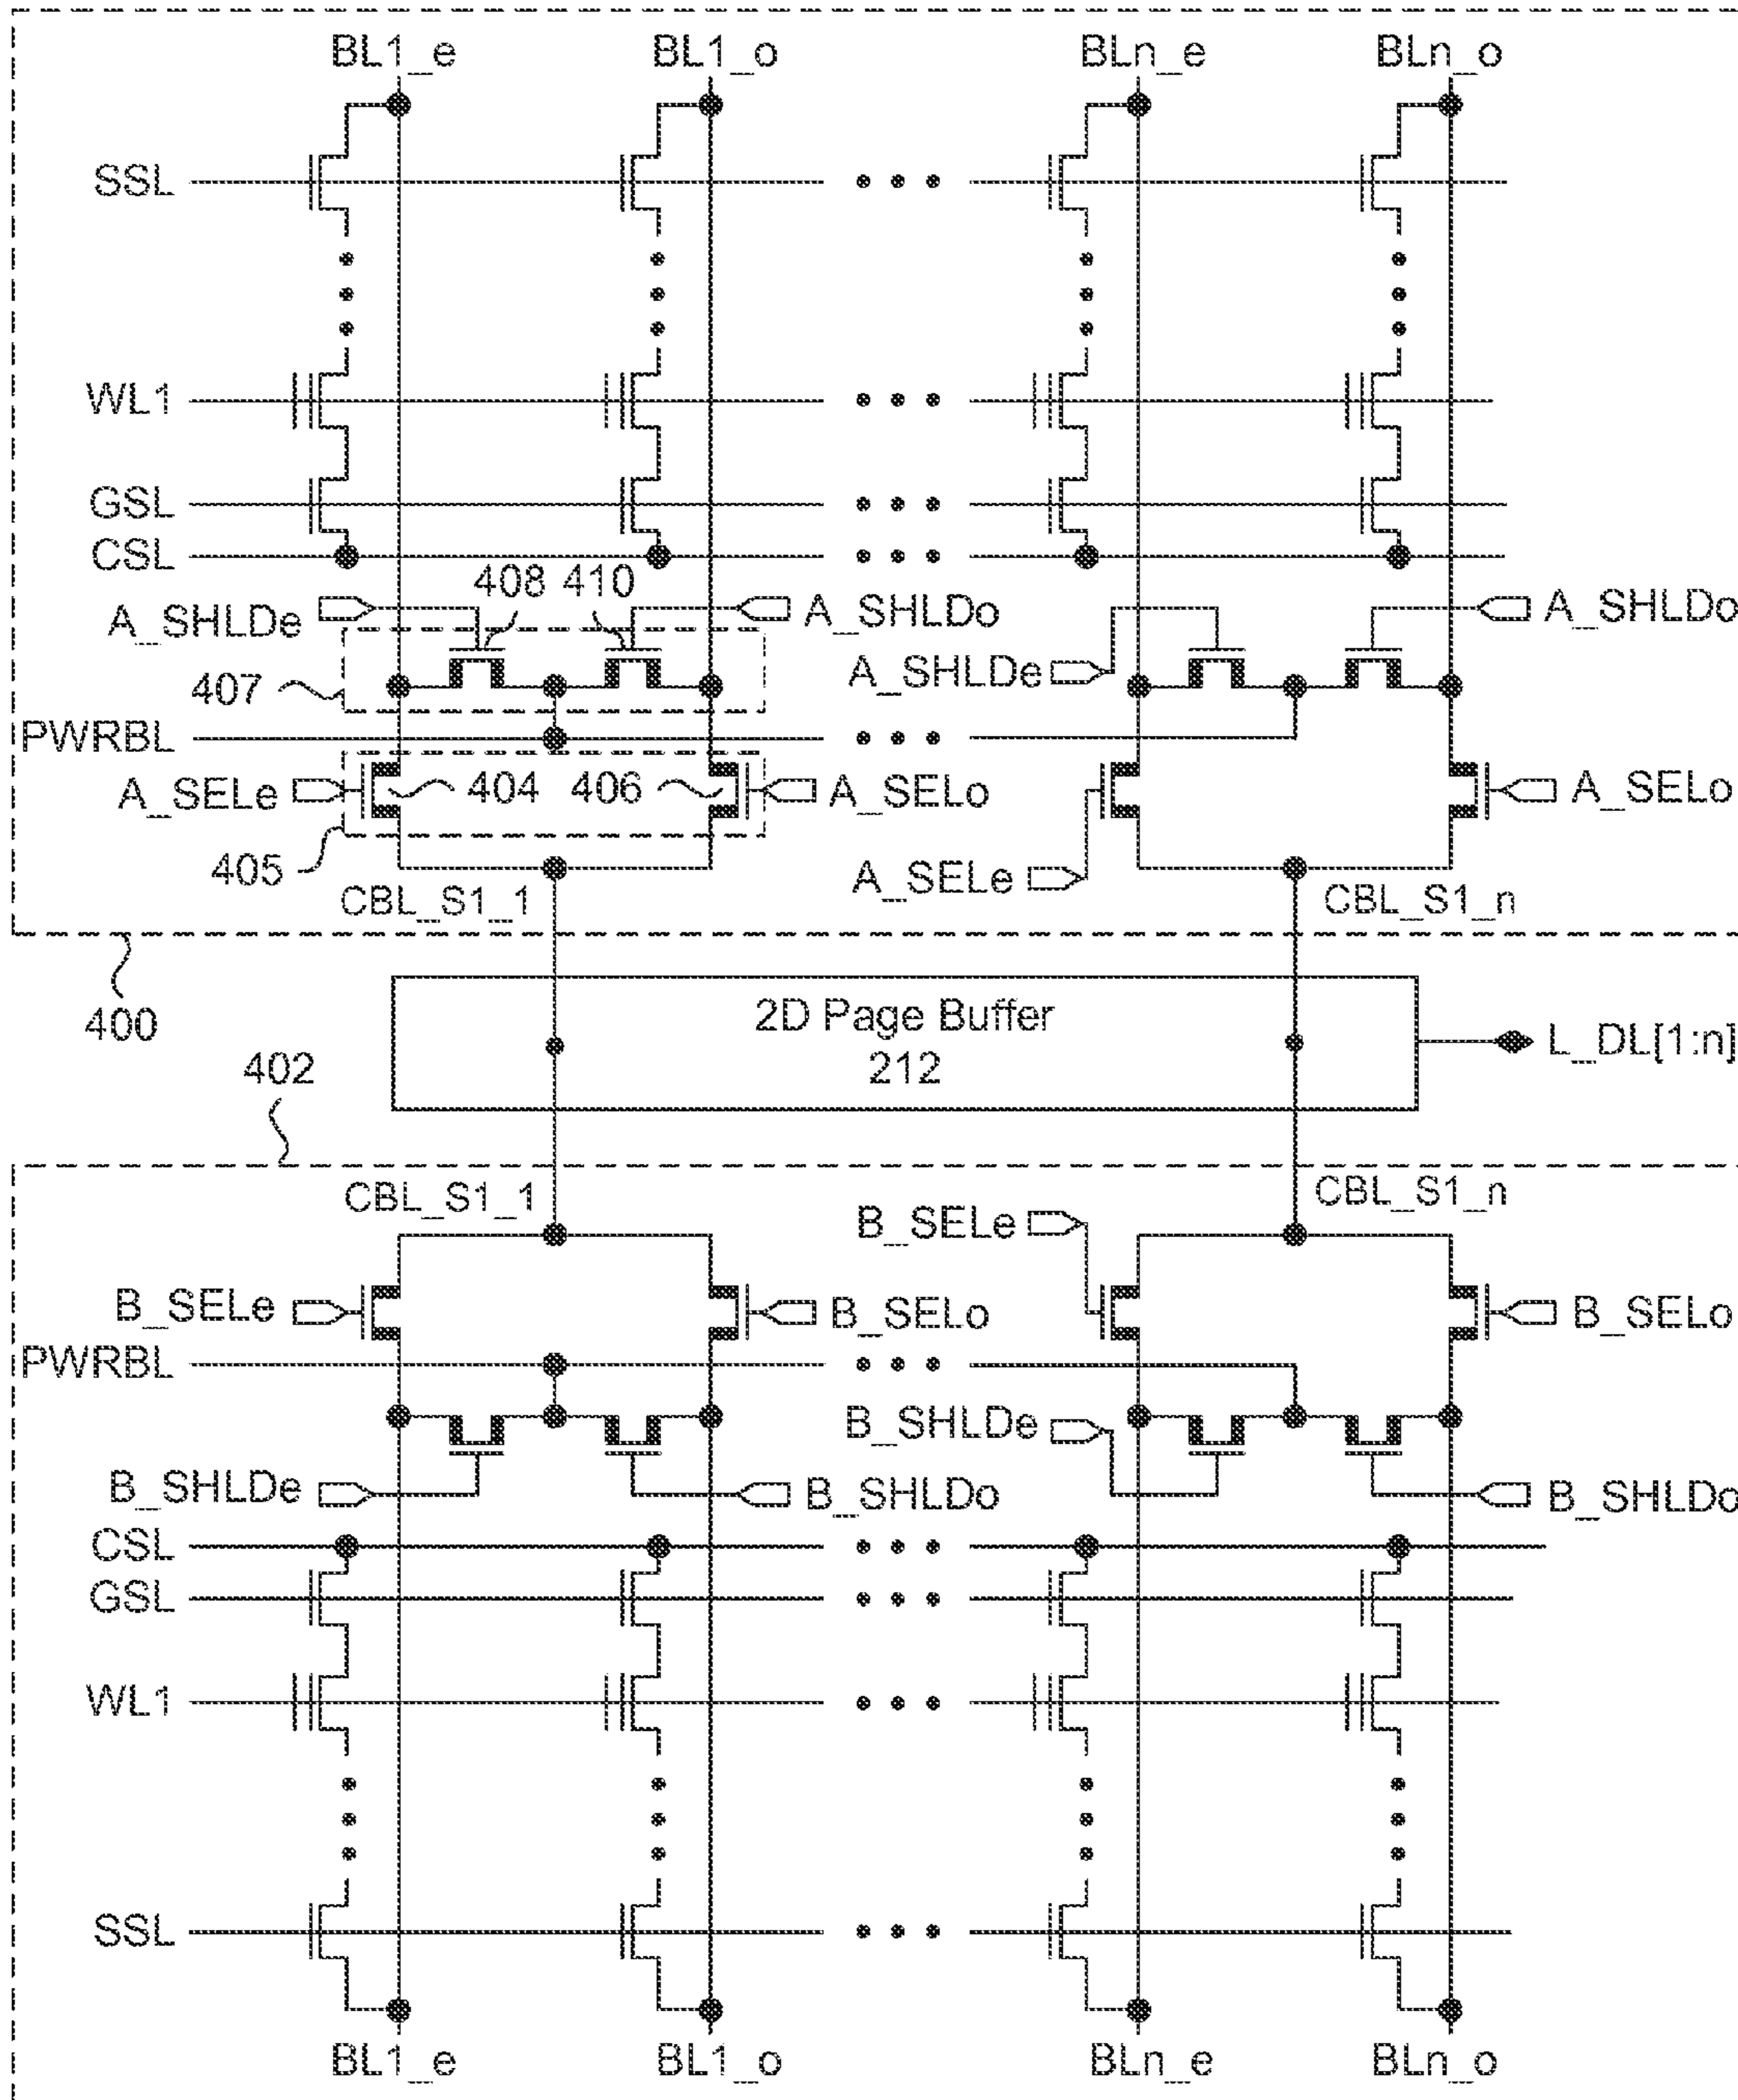 BL1_e BL1_o BLn_e BLn_o
SSL
WL1
GSL
CSL
408 410
A_SHLDe A_SHLDo A_SHLDo
A_SHLDe
407
PWRBL
A_SELe 404 406 A_SELo A_SELo
405
A_SELe
CBL_S1_1 CBL_S1_n
400
2D Page Buffer
212
L_DL[1:n]
402
CBL_S1_1 CBL_S1_n
B_SELe
B_SELe B_SELo B_SELo
PWRBL
B_SHLDe
B_SHLDe B_SHLDo B_SHLDo
CSL
GSL
WL1
SSL
BL1_e BL1_o BLn_e BLn_o